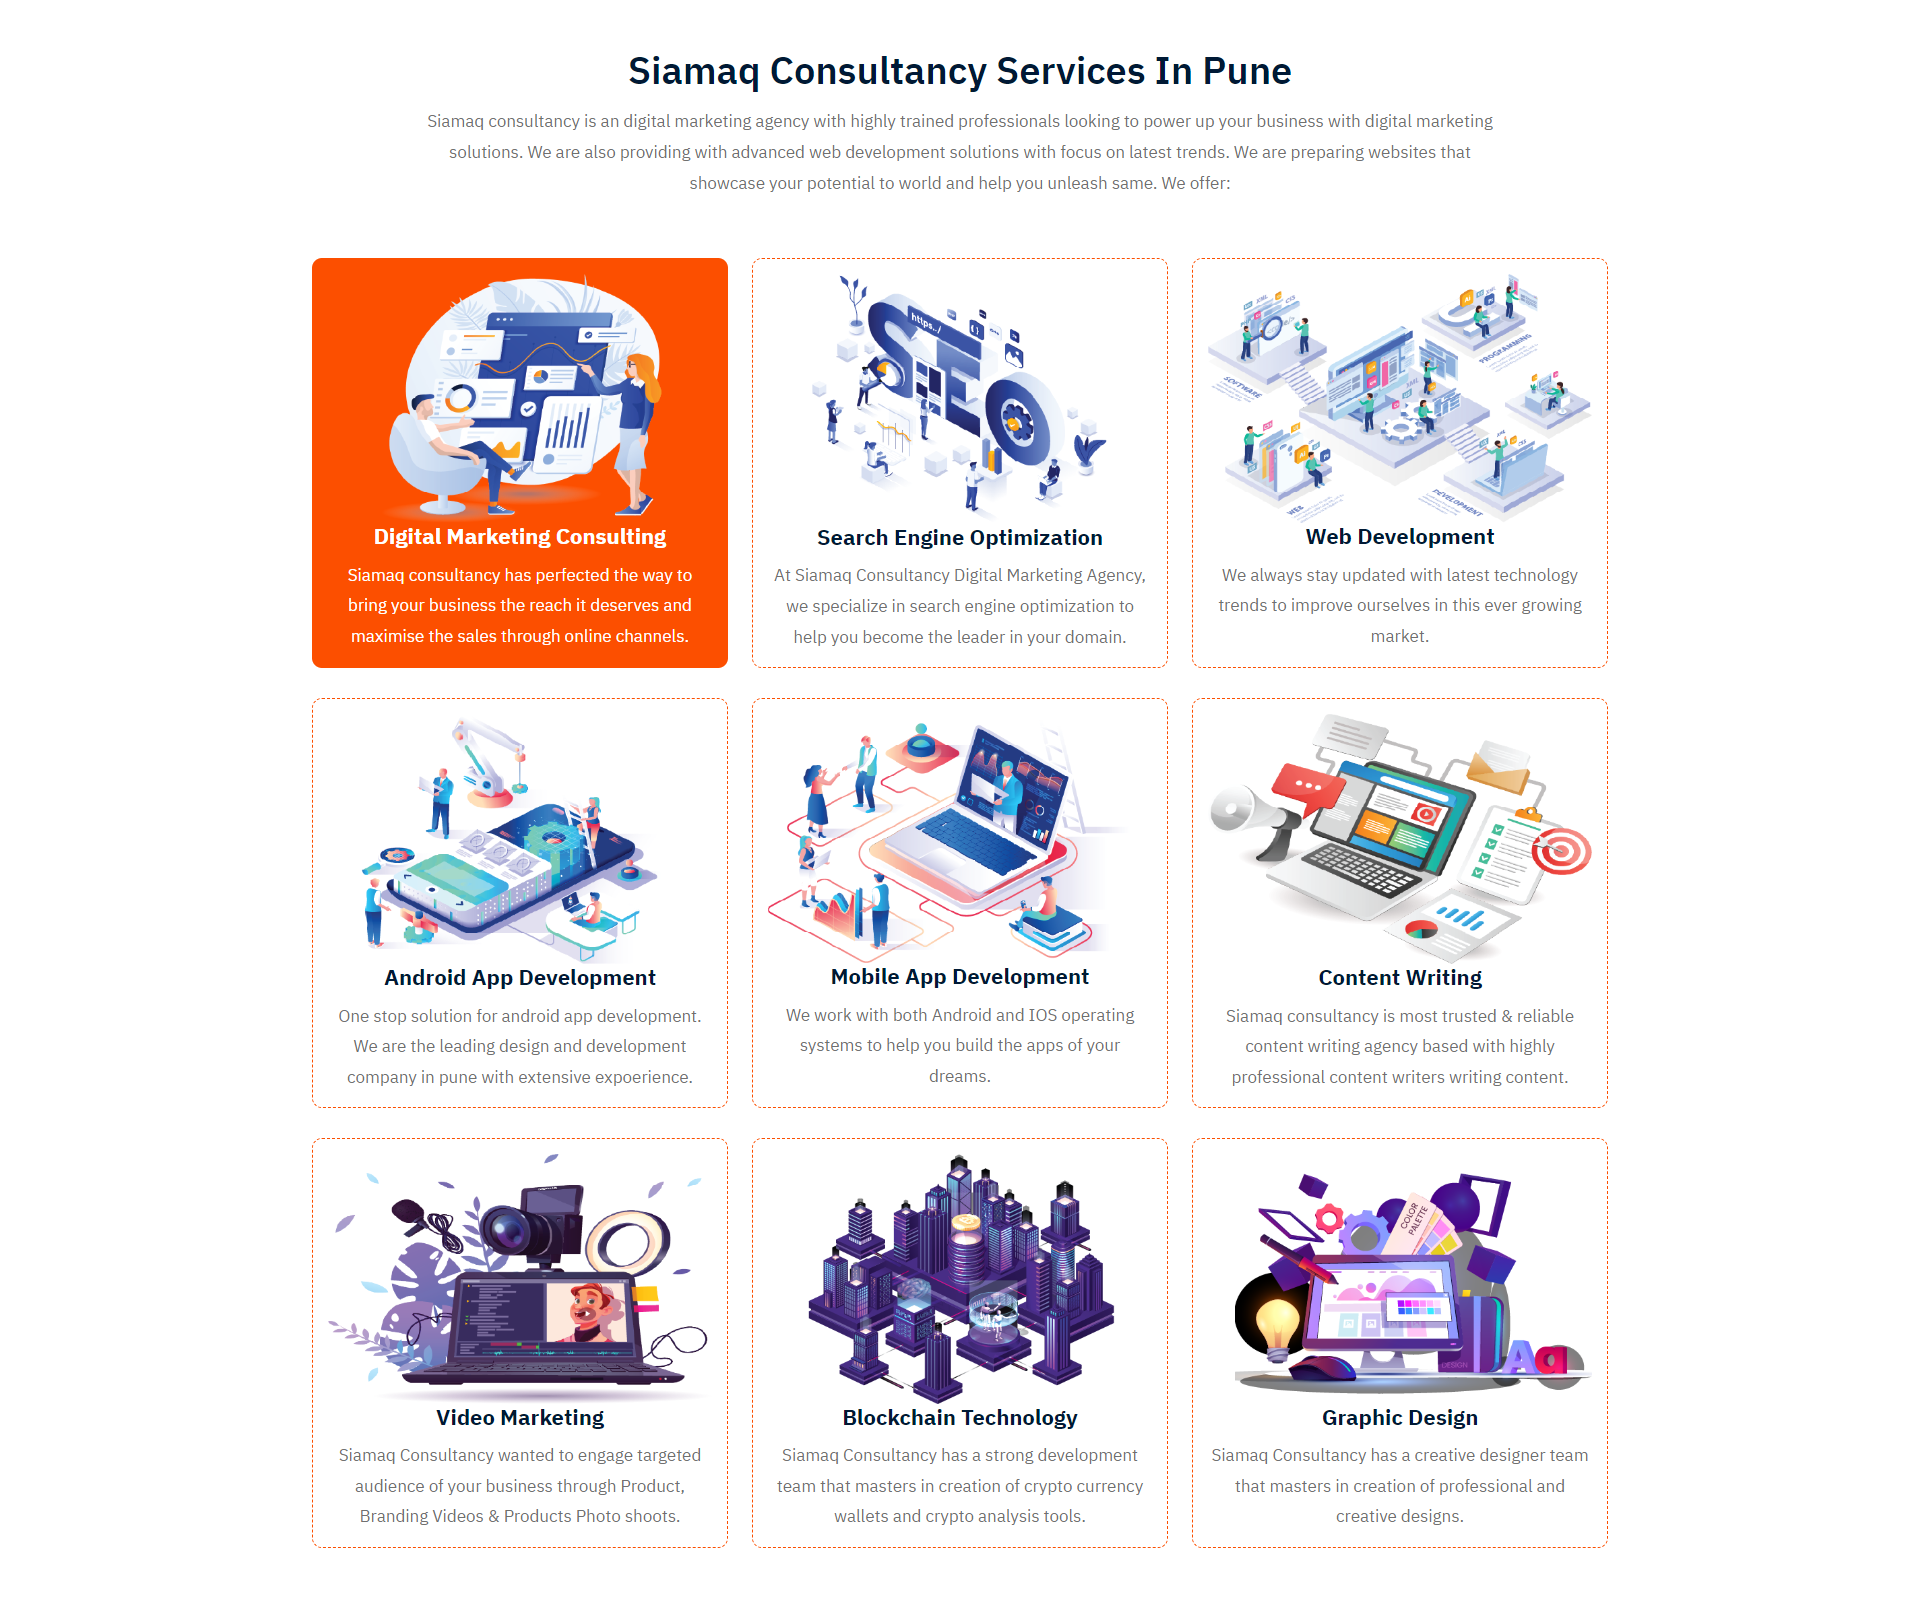 Siamaq Consultancy Services In Pune
Siamaq consultancy is an digital marketing agency with highly trained professionals looking to power up your business with digital marketing
solutions. We are also providing with advanced web development solutions with focus on latest trends. We are preparing websites that
showcase your potential to world and help you unleash same. We offer:
https../
SOFTWARE
PROGRAMMING
WEB
DEVELOPMENT
Digital Marketing Consulting
Siamaq consultancy has perfected the way to
bring your business the reach it deserves and
maximise the sales through online channels.
Search Engine Optimization
At Siamaq Consultancy Digital Marketing Agency,
we specialize in search engine optimization to
help you become the leader in your domain.
Web Development
We always stay updated with latest technology
trends to improve ourselves in this ever growing
market.
Android App Development
One stop solution for android app development.
We are the leading design and development
company in pune with extensive expoerience.
Mobile App Development
We work with both Android and IOS operating
systems to help you build the apps of your
dreams.
Content Writing
Siamaq consultancy is most trusted & reliable
content writing agency based with highly
professional content writers writing content.
COLOR
PALETTE
DESIGN
Aa
Video Marketing
Siamaq Consultancy wanted to engage targeted
audience of your business through Product,
Branding Videos & Products Photo shoots.
Blockchain Technology
Siamaq Consultancy has a strong development
team that masters in creation of crypto currency
wallets and crypto analysis tools.
Graphic Design
Siamaq Consultancy has a creative designer team
that masters in creation of professional and
creative designs.